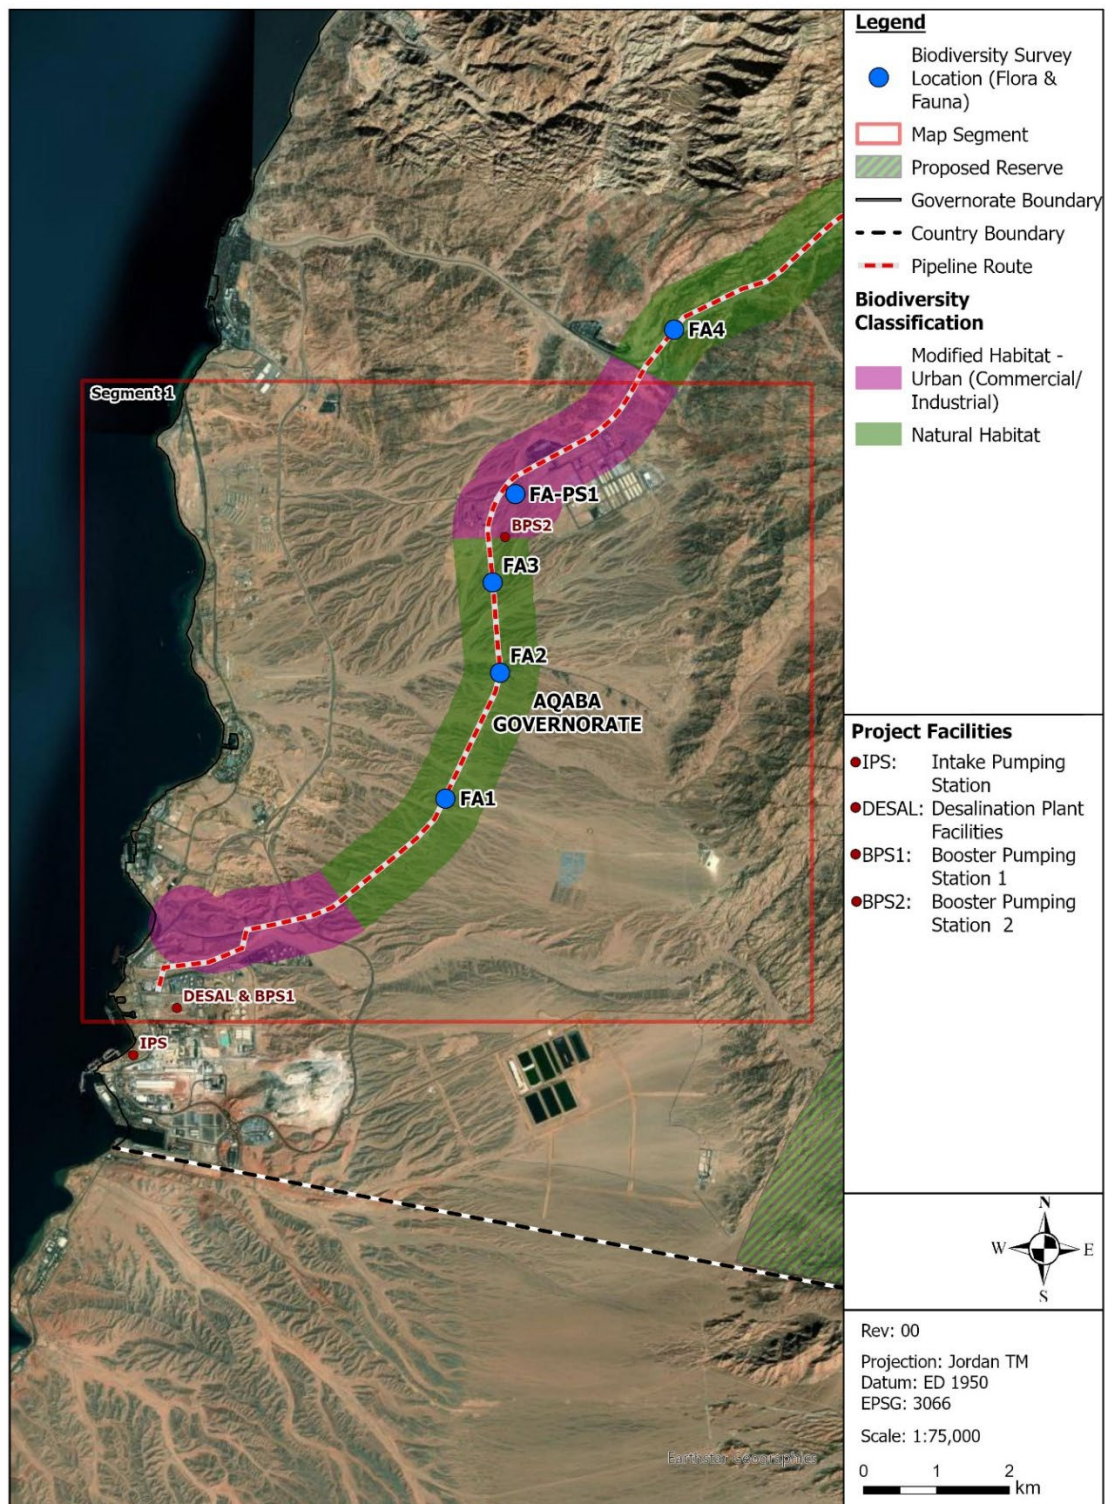 Legend
Biodiversity Survey
Location (Flora &
Fauna)
Map Segment
Proposed Reserve
Governorate Boundary
Country Boundary
Pipeline Route
Biodiversity
Classification
Modified Habitat -
Urban (Commercial/
Industrial)
Natural Habitat
FA4
Segment 1
FA-PS1
BPS2
FA3
FA2
AQABA
GOVERNORATE
FA1
DESAL & BPS1
IPS
Earthstar Geographics
Project Facilities
IPS: Intake Pumping
Station
DESAL: Desalination Plant
Facilities
BPS1: Booster Pumping
Station 1
BPS2: Booster Pumping
Station 2
N
W E
S
Rev: 00
Projection: Jordan TM
Datum: ED 1950
EPSG: 3066
Scale: 1:75,000
0 1 2
km